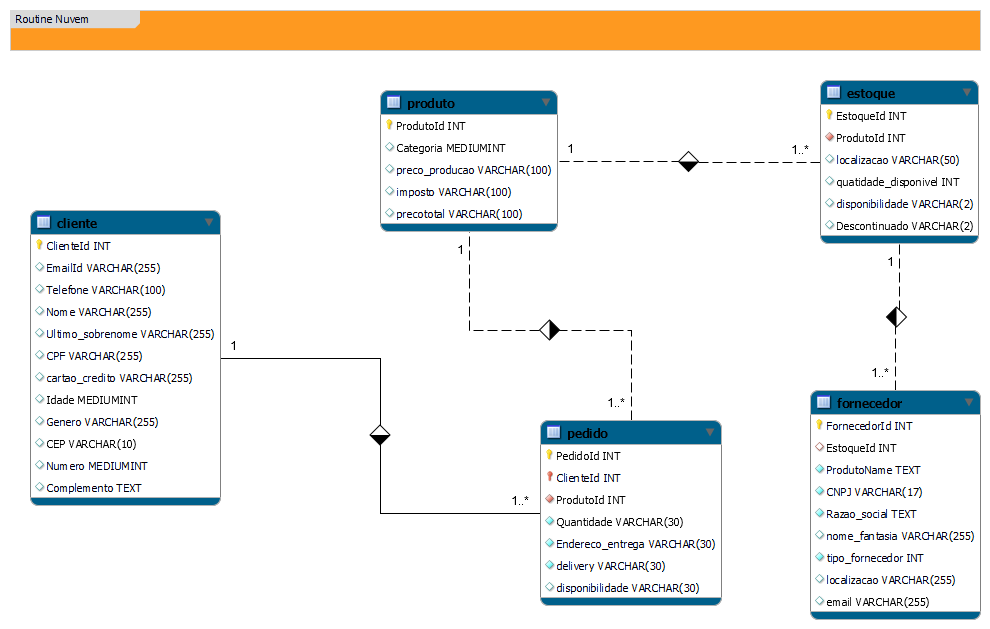 Routine Nuvem
produto
ProdutoId INT
Categoria MEDIUMINT
preco_producao VARCHAR(100)
imposto VARCHAR(100)
precototal VARCHAR(100)
1
1..*
estoque
EstoqueId INT
ProdutoId INT
localizacao VARCHAR(50)
quatidade_disponivel INT
disponibilidade VARCHAR(2)
Descontinuado VARCHAR(2)
cliente
ClienteId INT
EmailId VARCHAR(255)
Telefone VARCHAR(100)
Nome VARCHAR(255)
Ultimo_sobrenome VARCHAR(255)
CPF VARCHAR(255)
cartao_credito VARCHAR(255)
Idade MEDIUMINT
Genero VARCHAR(255)
CEP VARCHAR(10)
Numero MEDIUMINT
Complemento TEXT
1
1..*
1
1..*
1
1..*
pedido
PedidoId INT
ClienteId INT
ProdutoId INT
Quantidade VARCHAR(30)
Endereco_entrega VARCHAR(30)
delivery VARCHAR(30)
disponibilidade VARCHAR(30)
fornecedor
FornecedorId INT
EstoqueId INT
ProdutoName TEXT
CNPJ VARCHAR(17)
Razao_social TEXT
nome_fantasia VARCHAR(255)
tipo_fornecedor INT
localizacao VARCHAR(255)
email VARCHAR(255)